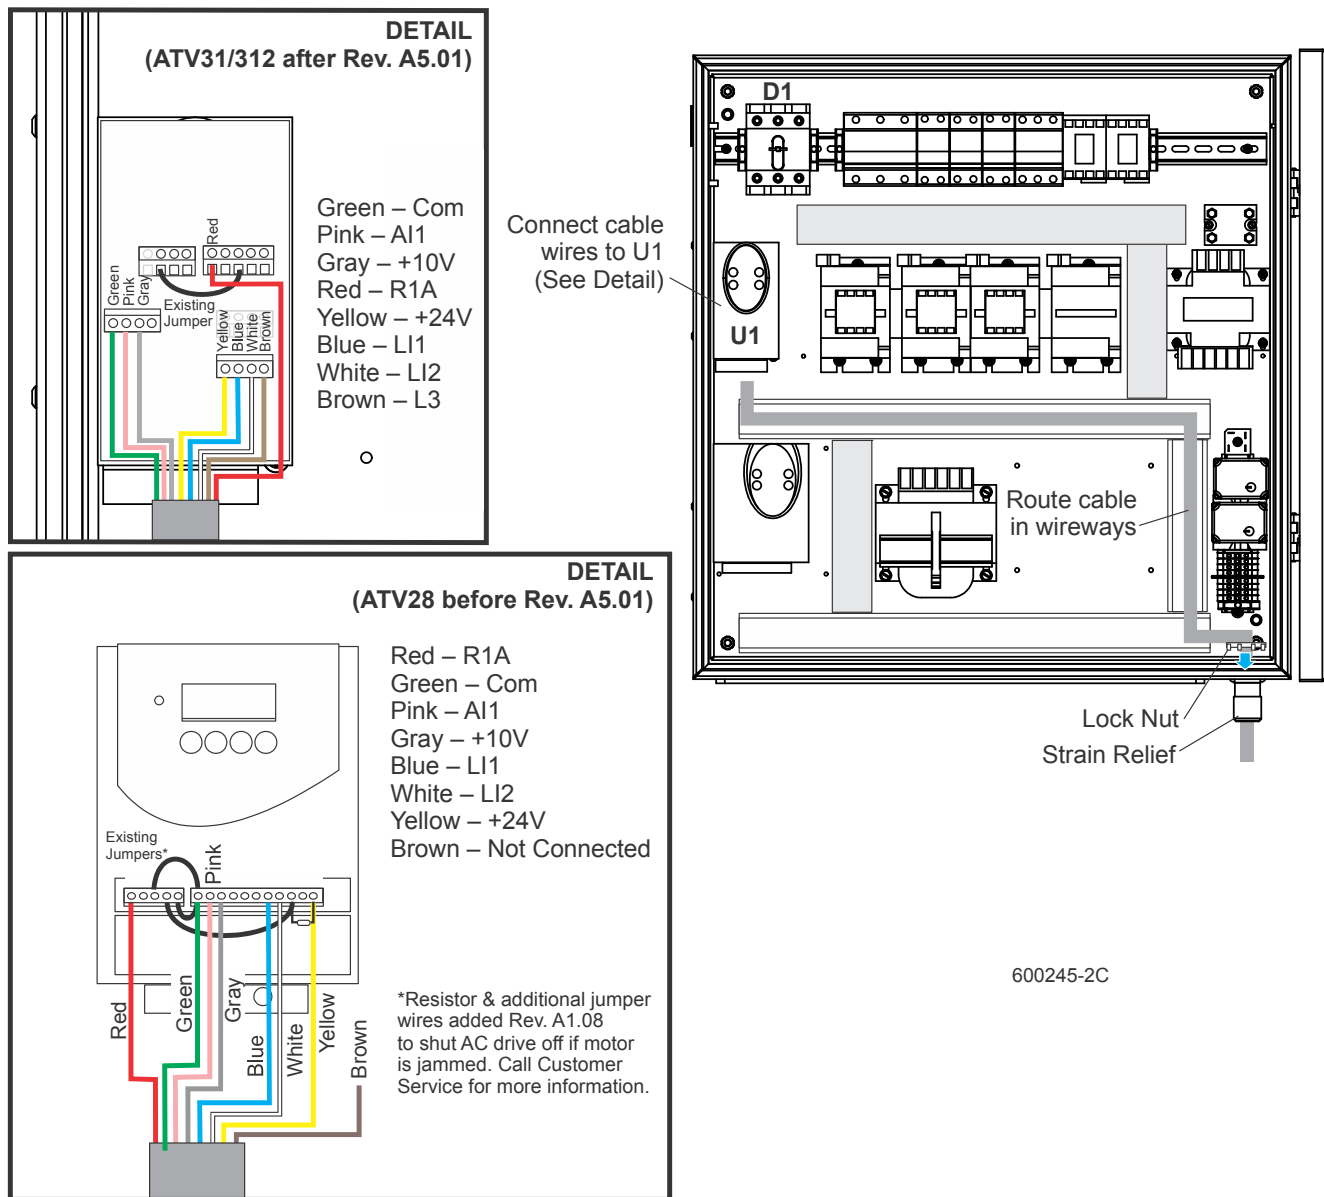 DETAIL
(ATV31/312 after Rev. A5.01)
Red
Green
Pink
Gray
Existing
Jumper
Yellow
Blue
White
Brown
Green – Com
Pink – AI1
Gray – +10V
Red – R1A
Yellow – +24V
Blue – LI1
White – LI2
Brown – L3
D1
Connect cable
wires to U1
(See Detail)
U1
Route cable
in wireways
Lock Nut
Strain Relief
DETAIL
(ATV28 before Rev. A5.01)
Red – R1A
Green – Com
Pink – AI1
Gray – +10V
Blue – LI1
White – LI2
Yellow – +24V
Brown – Not Connected
Existing
Jumpers*
Pink
Red
Green
Gray
Blue
White
Yellow
Brown
*Resistor & additional jumper
wires added Rev. A1.08
to shut AC drive off if motor
is jammed. Call Customer
Service for more information.
600245-2C